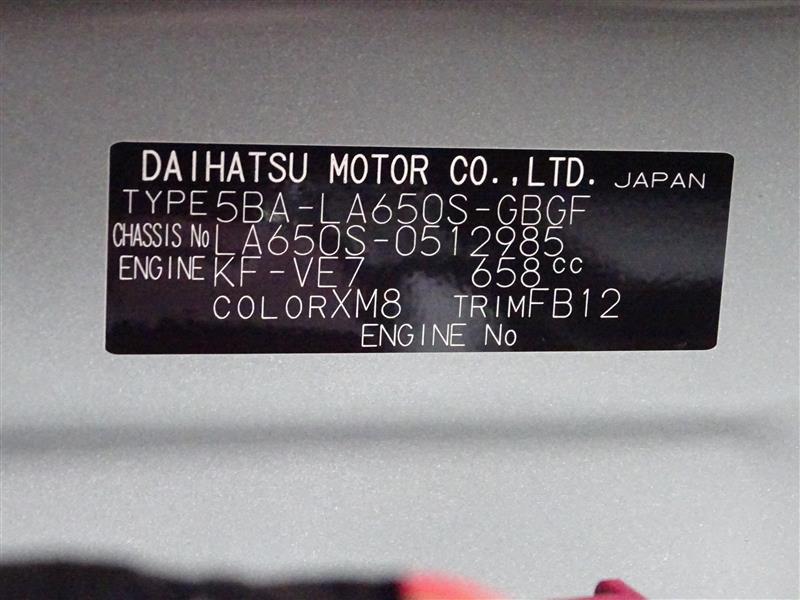 DAIHATSU MOTOR CO.,LTD. JAPAN
TYPE 5BA-LA650S-GBGF
CHASSIS No LA650S-0512985
ENGINE KF-VE7 658cc
COLOR XM8 TRIM FB12
ENGINE No